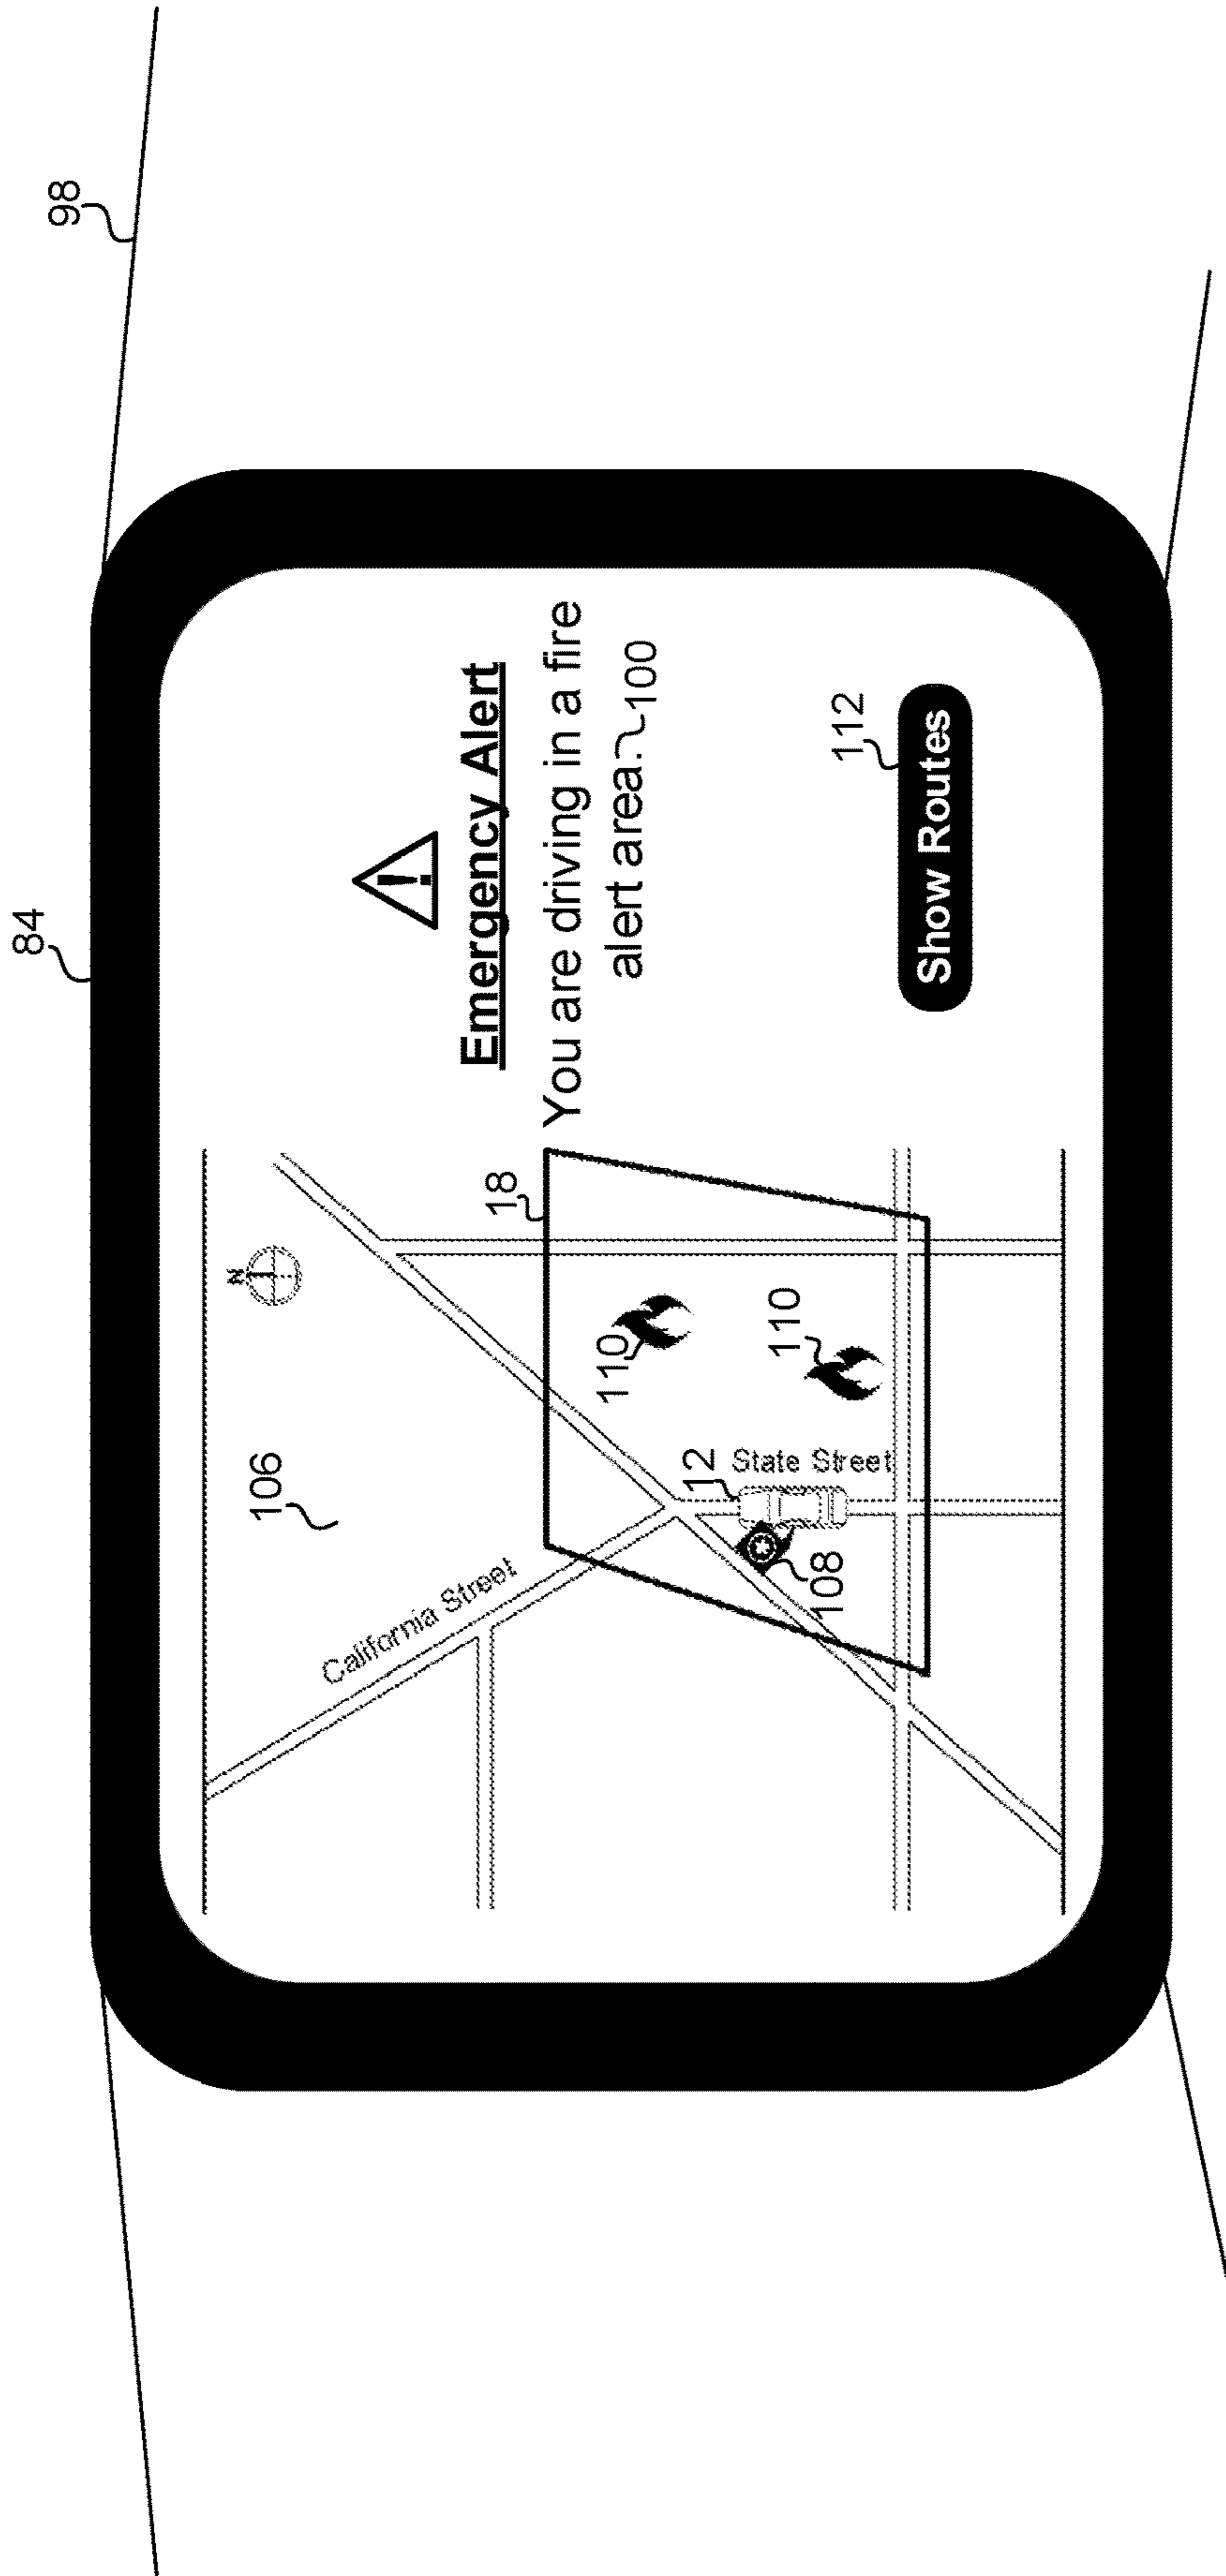 84
98
106
N
California Street
18
110
110
12
State Street
108
Emergency Alert
You are driving in a fire
alert area.
100
112
Show Routes